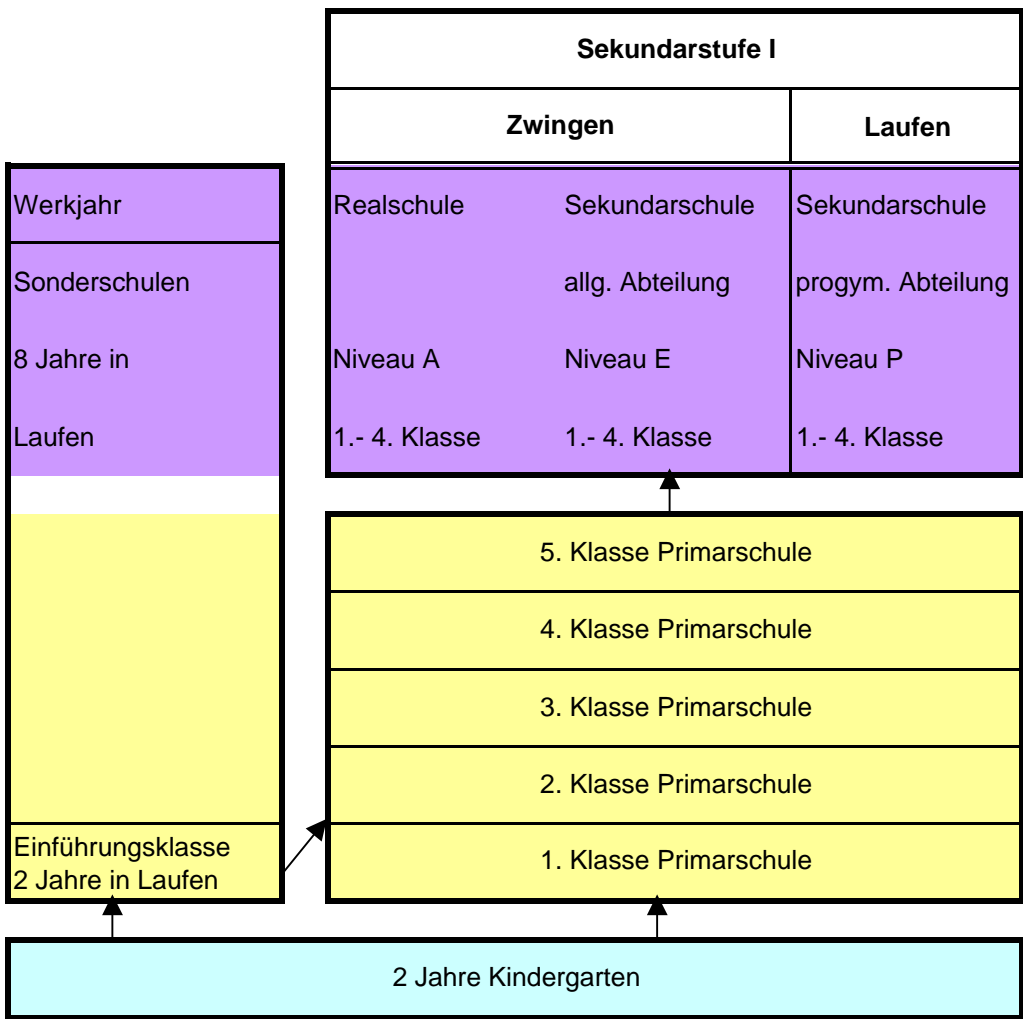 Sekundarstufe I
Zwingen
Laufen
Werkjahr
Sonderschulen
8 Jahre in
Laufen
Realschule
Niveau A
1.- 4. Klasse
Sekundarschule
allg. Abteilung
Niveau E
1.- 4. Klasse
Sekundarschule
progym. Abteilung
Niveau P
1.- 4. Klasse
5. Klasse Primarschule
4. Klasse Primarschule
3. Klasse Primarschule
2. Klasse Primarschule
1. Klasse Primarschule
Einführungsklasse
2 Jahre in Laufen
2 Jahre Kindergarten